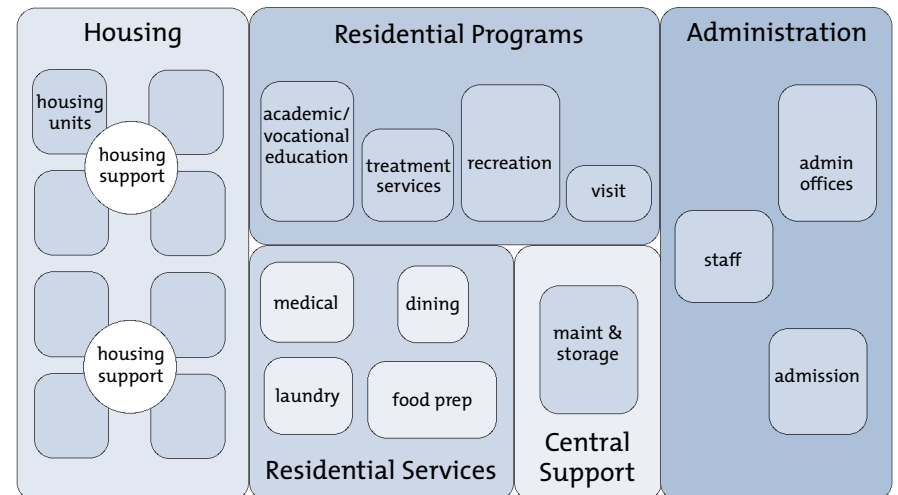 Housing
housing
units
housing
support
housing
support
Residential Programs
academic/
vocational
education
treatment
services
recreation
visit
medical
dining
laundry
food prep
Residential Services
maint &
storage
Central
Support
Administration
admin
offices
staff
admission